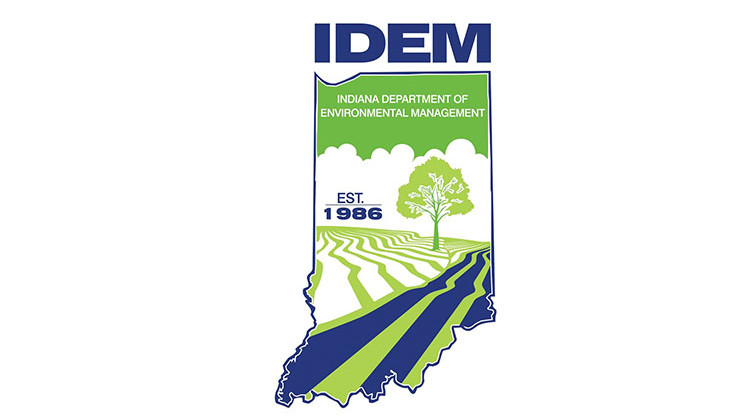 IDEM
INDIANA DEPARTMENT OF
ENVIRONMENTAL MANAGEMENT
EST.
1986